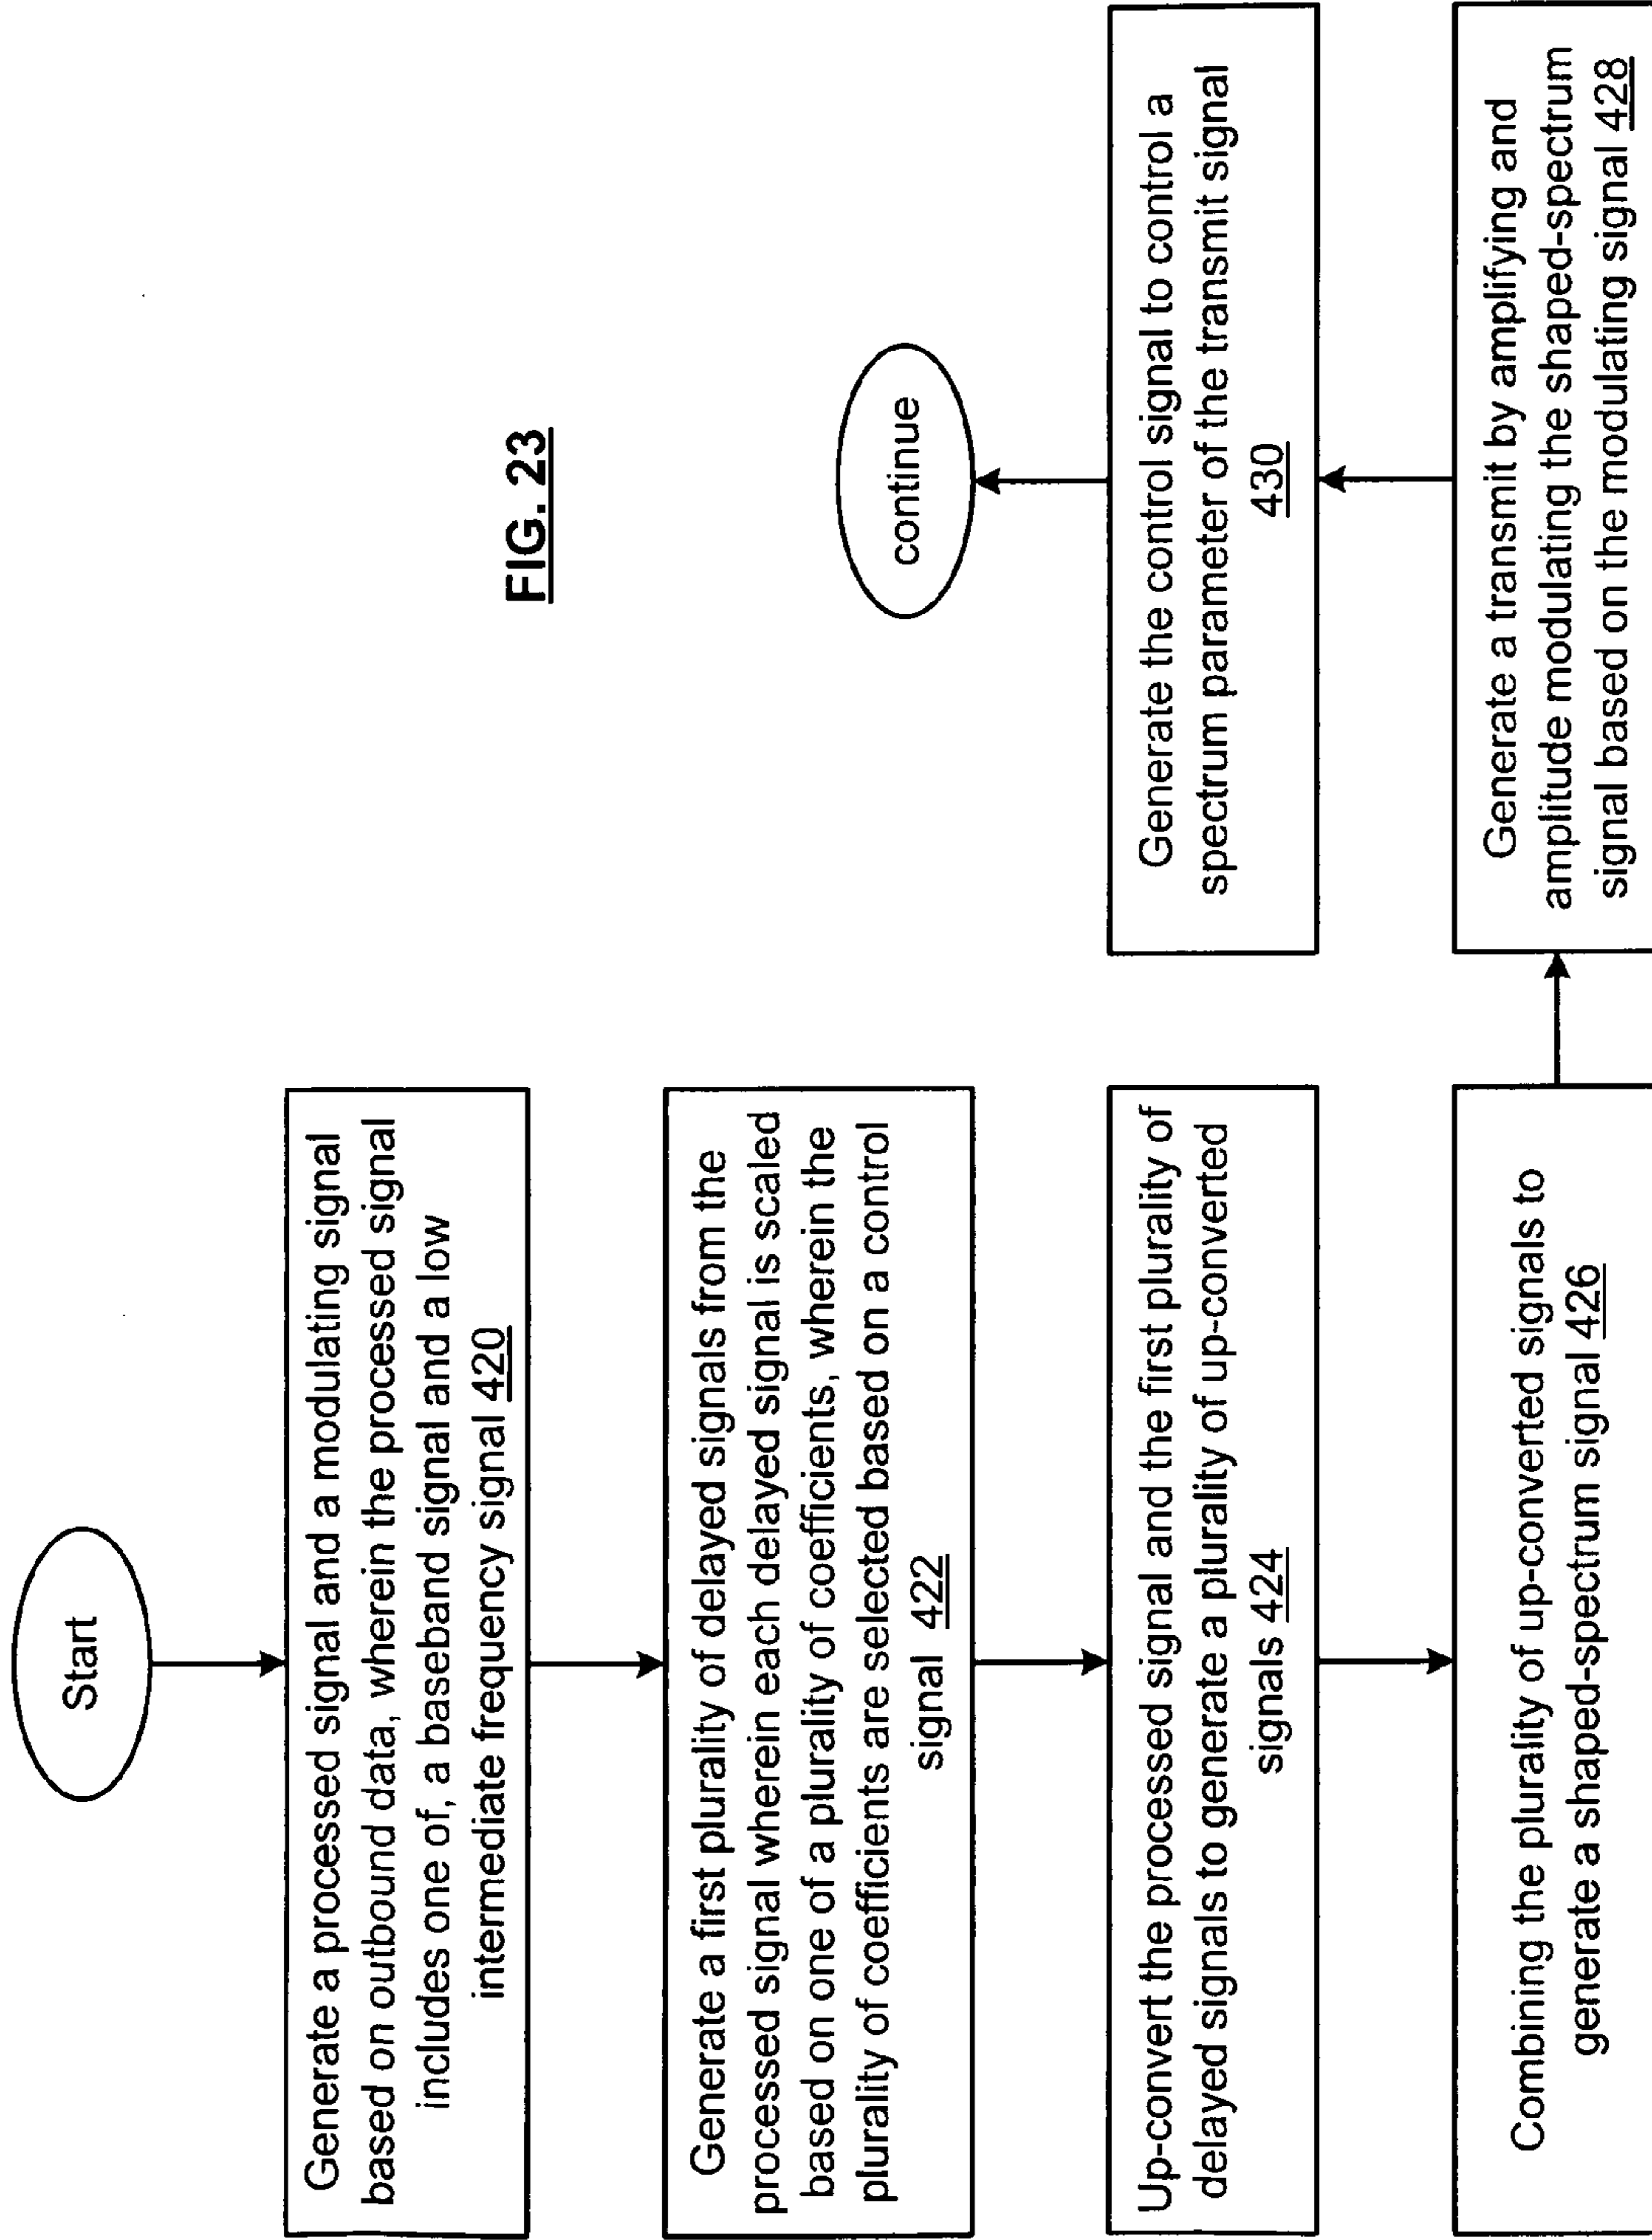 Start
Generate a processed signal and a modulating signal
based on outbound data, wherein the processed signal
includes one of, a baseband signal and a low
intermediate frequency signal 420
Generate a first plurality of delayed signals from the
processed signal wherein each delayed signal is scaled
based on one of a plurality of coefficients, wherein the
plurality of coefficients are selected based on a control
signal 422
Up-convert the processed signal and the first plurality of
delayed signals to generate a plurality of up-converted
signals 424
Combining the plurality of up-converted signals to
generate a shaped-spectrum signal 426
Generate a transmit by amplifying and
amplitude modulating the shaped-spectrum
signal based on the modulating signal 428
Generate the control signal to control a
spectrum parameter of the transmit signal
430
continue
FIG. 23